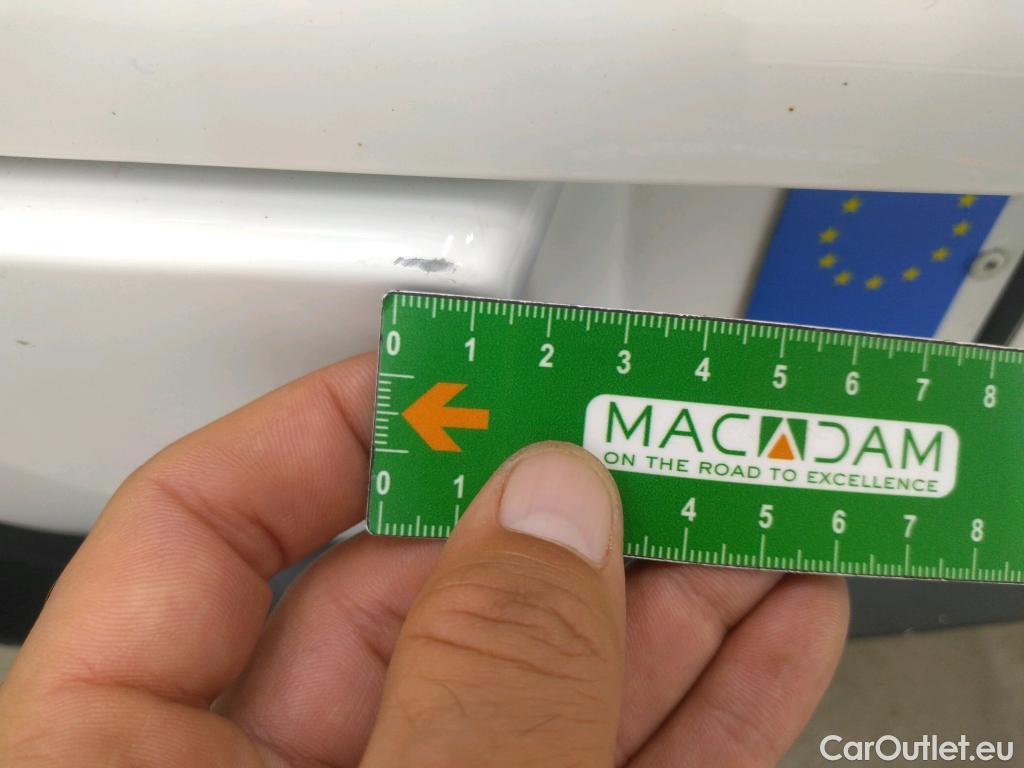 0 1 2 3 4 5 6 7 8
MACADAM
ON THE ROAD TO EXCELLENCE
0 1 4 5 6 7 8
CarOutlet.eu